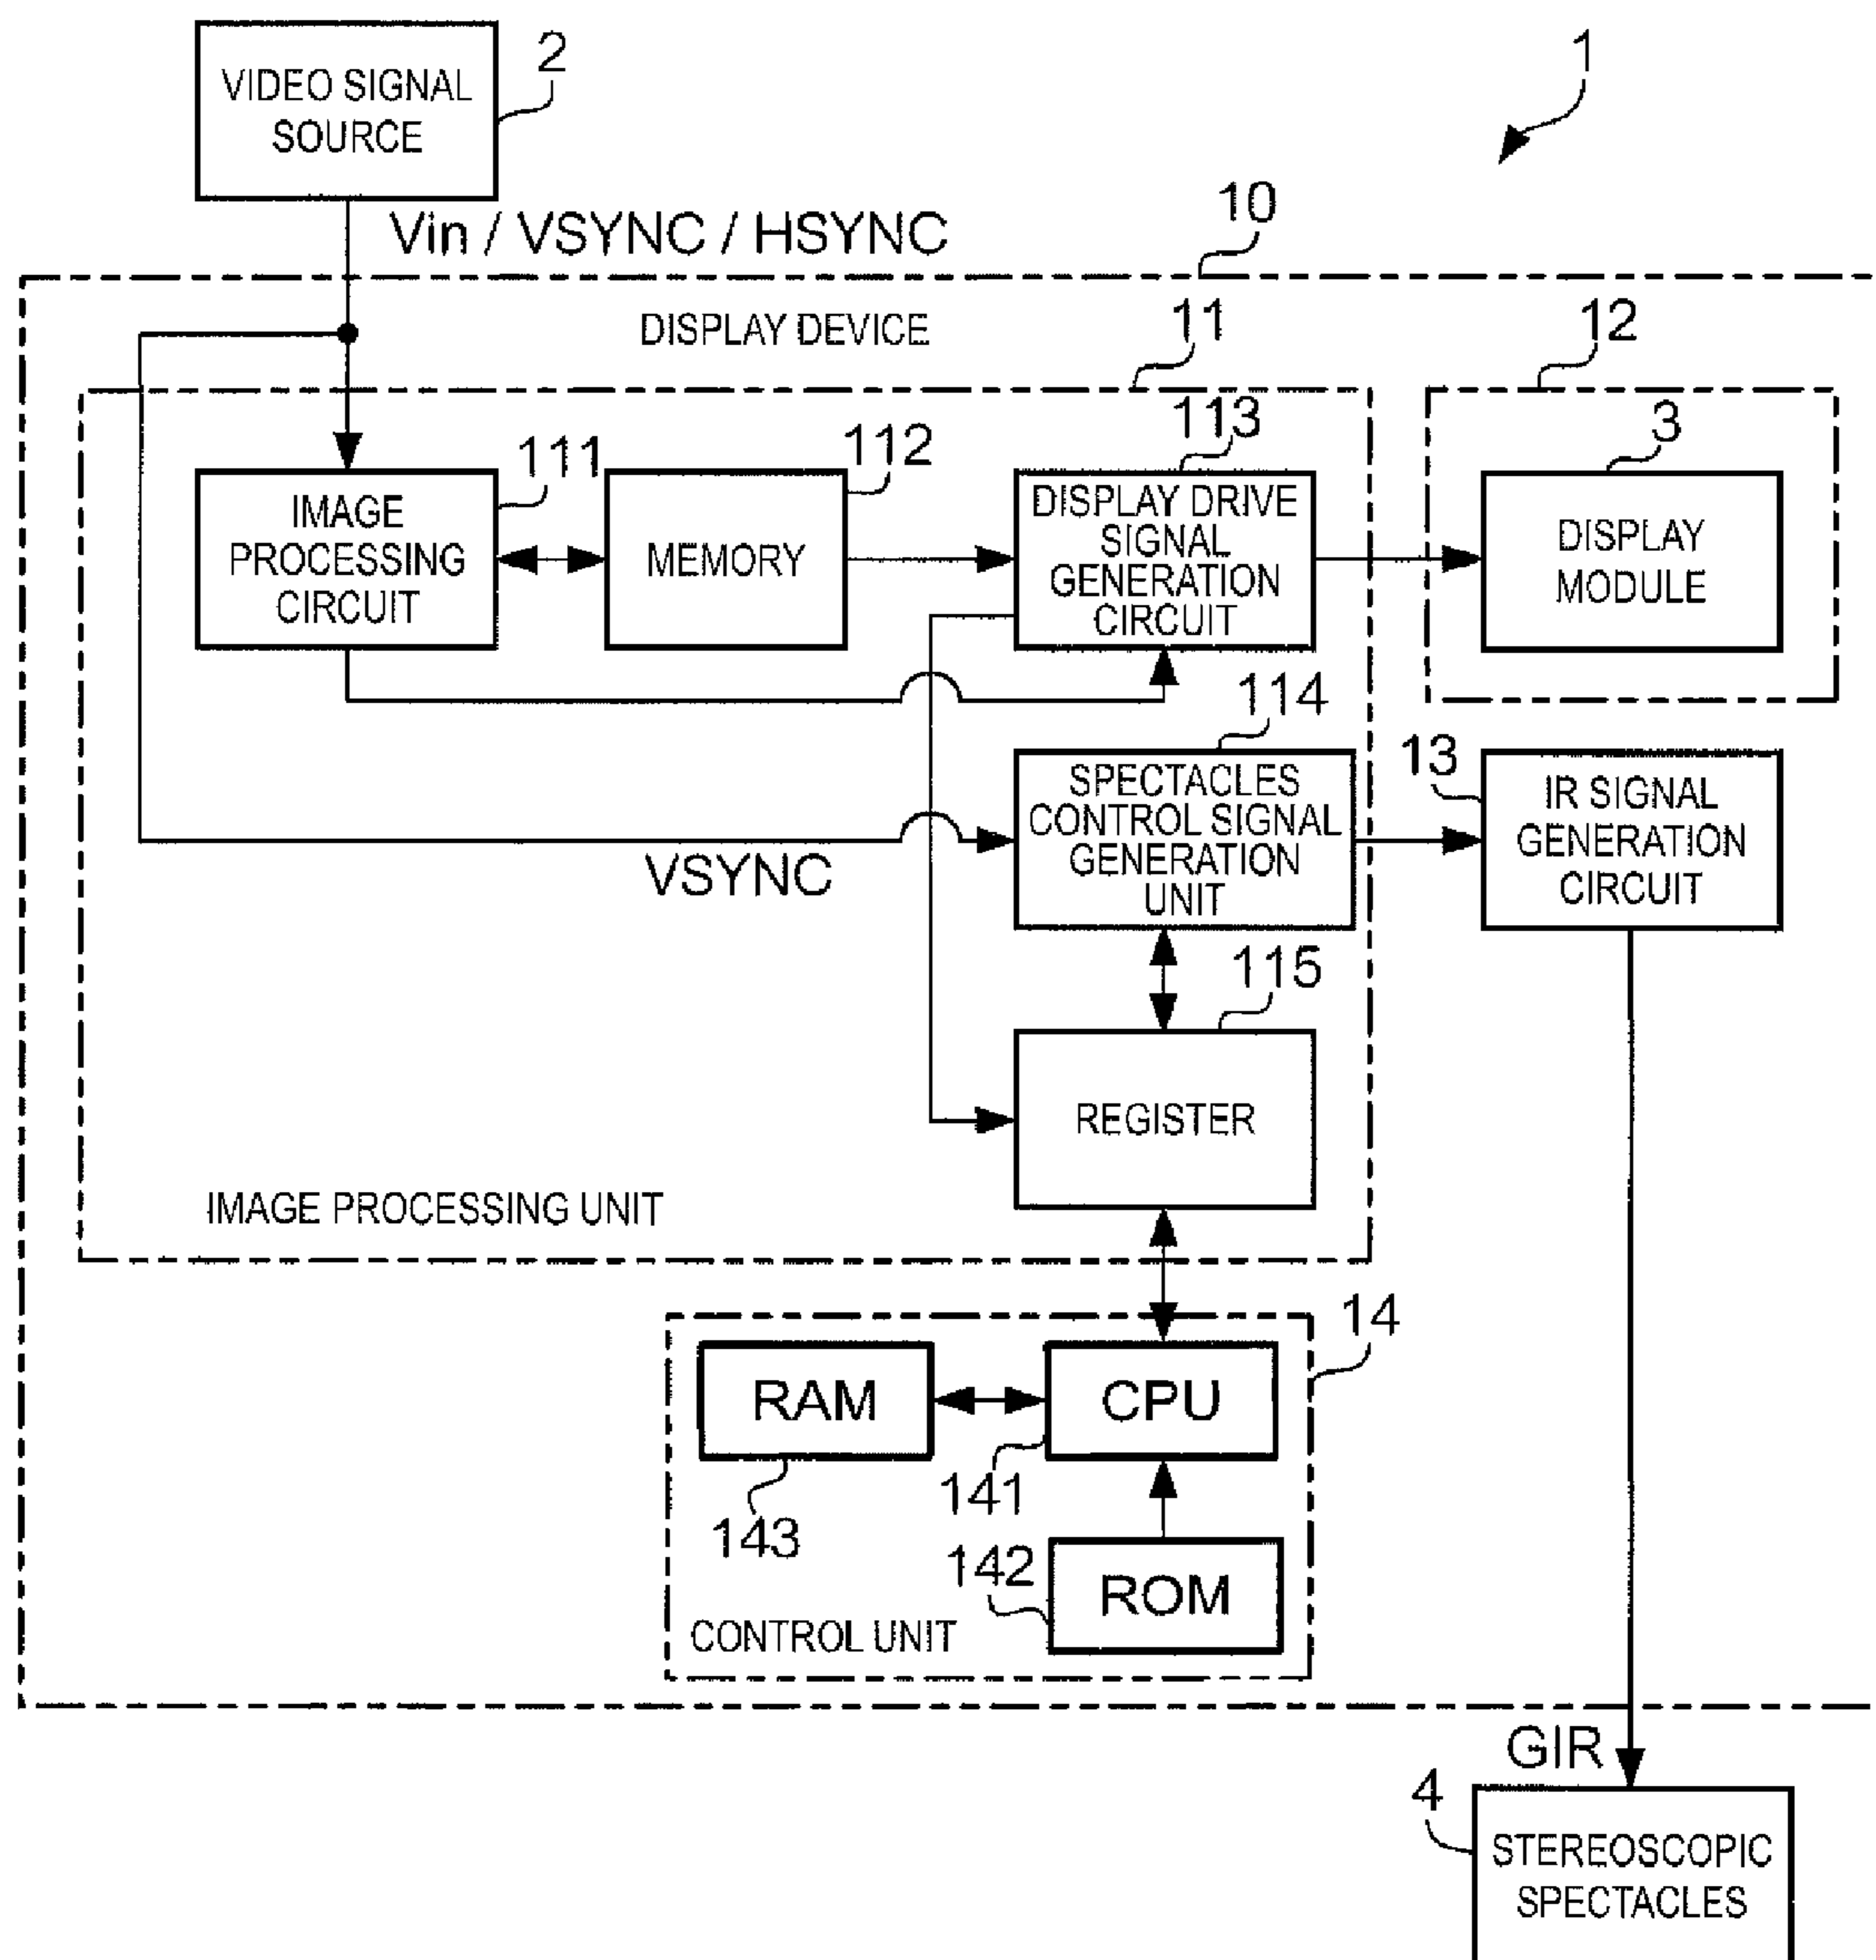 2
1
VIDEO SIGNAL
SOURCE
Vin / VSYNC / HSYNC
10
DISPLAY DEVICE
11
12
111
112
113
3
IMAGE
PROCESSING
CIRCUIT
MEMORY
DISPLAY DRIVE
SIGNAL
GENERATION
CIRCUIT
DISPLAY
MODULE
114
13
SPECTACLES
CONTROL SIGNAL
GENERATION
UNIT
IR SIGNAL
GENERATION
CIRCUIT
VSYNC
115
REGISTER
IMAGE PROCESSING UNIT
14
RAM
CPU
143
141
142
ROM
CONTROL UNIT
GIR
4
STEREOSCOPIC
SPECTACLES